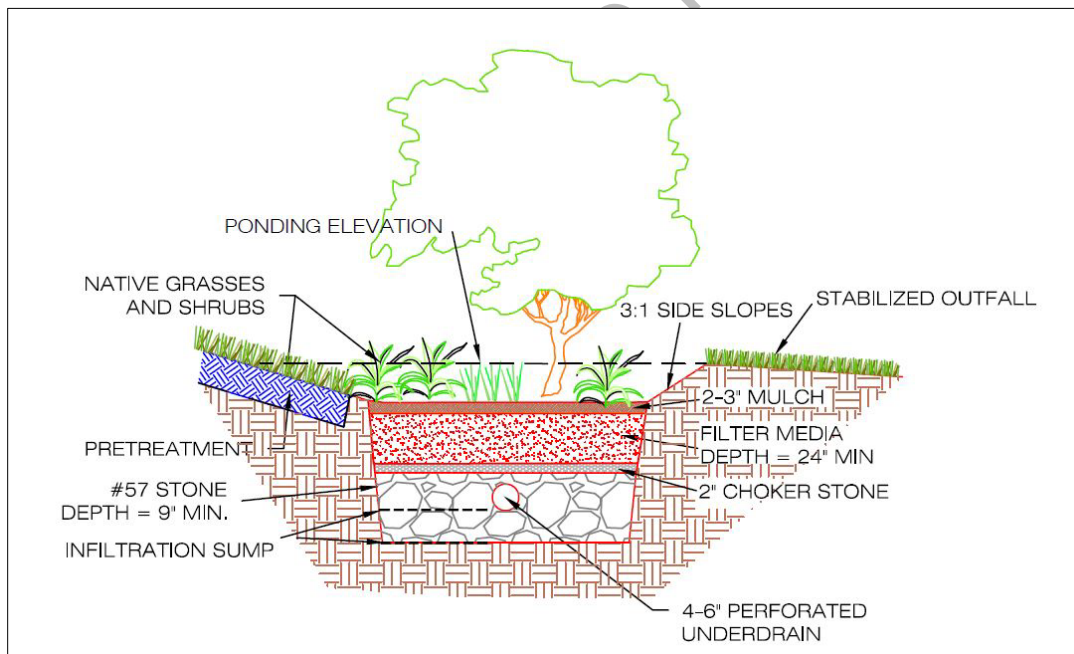 PONDING ELEVATION
NATIVE GRASSES
AND SHRUBS
3:1 SIDE SLOPES
STABILIZED OUTFALL
2-3" MULCH
PRETREATMENT
FILTER MEDIA
DEPTH = 24" MIN
#57 STONE
DEPTH = 9" MIN.
2" CHOKER STONE
INFILTRATION SUMP
4-6" PERFORATED
UNDERDRAIN